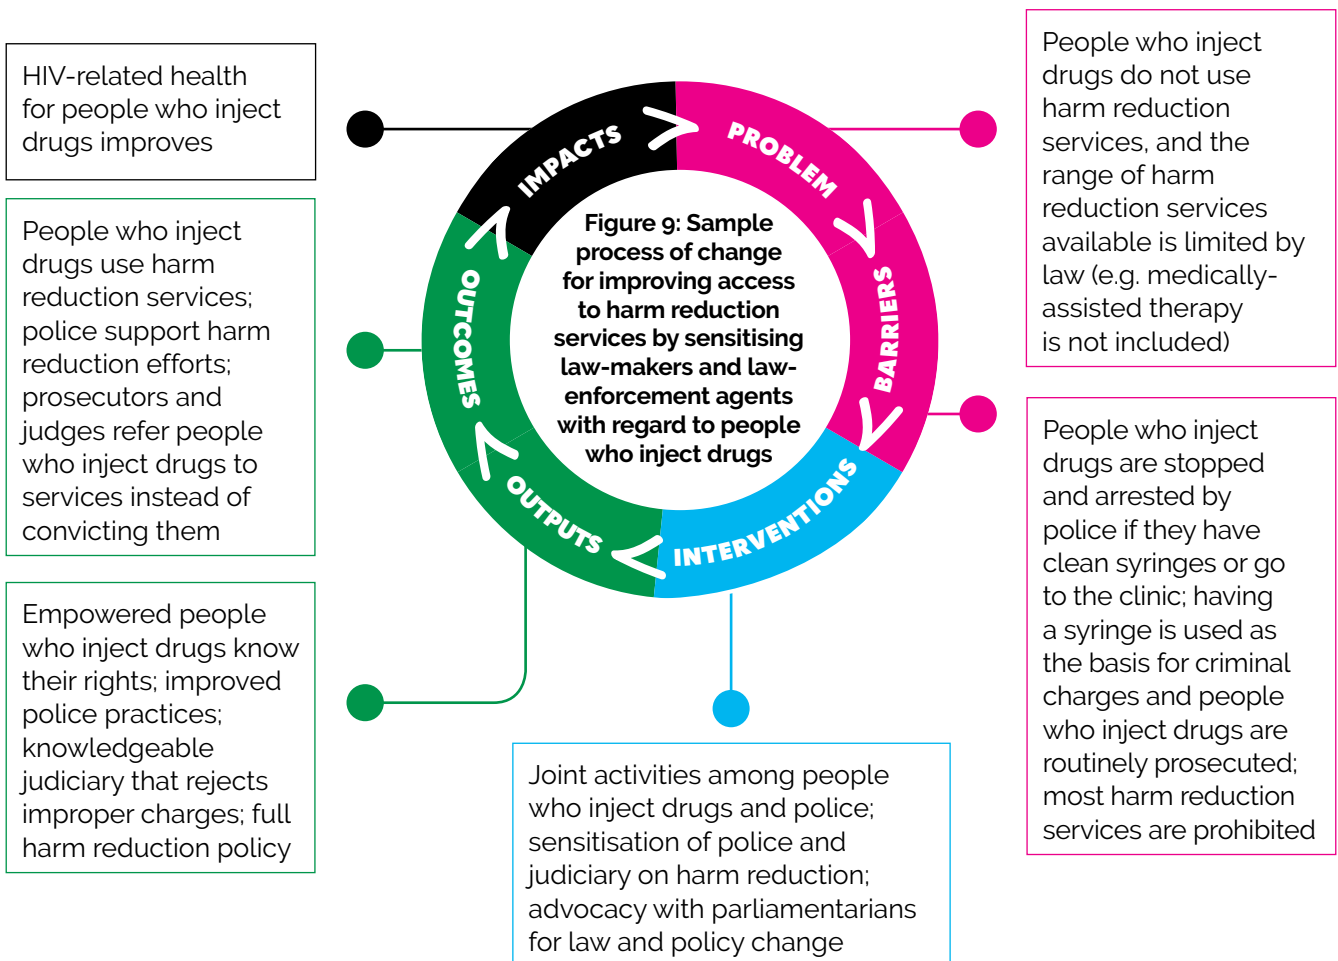 HIV-related health
for people who inject
drugs improves
People who inject
drugs use harm
reduction services;
police support harm
reduction efforts;
prosecutors and
judges refer people
who inject drugs to
services instead of
convicting them
Empowered people
who inject drugs know
their rights; improved
police practices;
knowledgeable
judiciary that rejects
improper charges; full
harm reduction policy
IMPACTS
PROBLEM
BARRIERS
INTERVENTIONS
OUTPUTS
OUTCOMES
Figure 9: Sample
process of change
for improving access
to harm reduction
services by sensitising
law-makers and law-
enforcement agents
with regard to people
who inject drugs
Joint activities among people
who inject drugs and police;
sensitisation of police and
judiciary on harm reduction;
advocacy with parliamentarians
for law and policy change
People who inject
drugs do not use
harm reduction
services, and the
range of harm
reduction services
available is limited by
law (e.g. medically-
assisted therapy
is not included)
People who inject
drugs are stopped
and arrested by
police if they have
clean syringes or go
to the clinic; having
a syringe is used as
the basis for criminal
charges and people
who inject drugs are
routinely prosecuted;
most harm reduction
services are prohibited